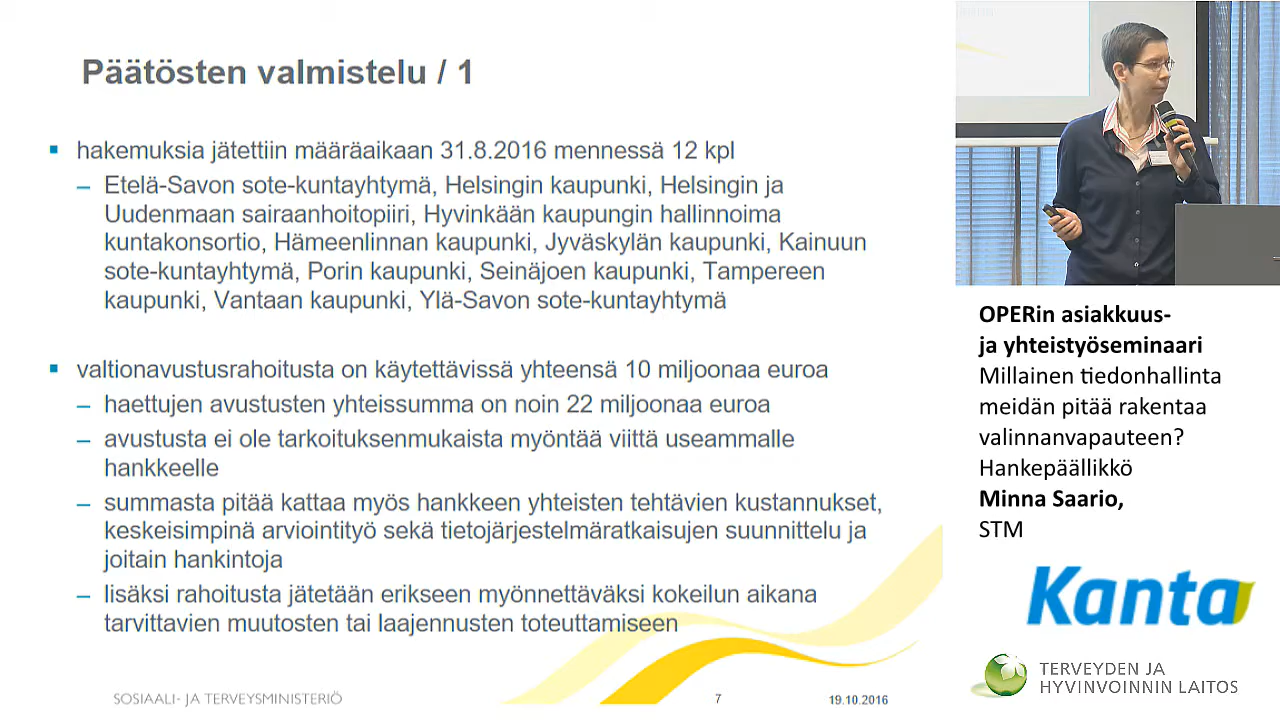 Päätösten valmistelu / 1
hakemuksia jätettiin määräaikaan 31.8.2016 mennessä 12 kpl
– Etelä-Savon sote-kuntayhtymä, Helsingin kaupunki, Helsingin ja
Uudenmaan sairaanhoitopiiri, Hyvinkään kaupungin hallinnoima
kuntakonsortio, Hämeenlinnan kaupunki, Jyväskylän kaupunki, Kainuun
sote-kuntayhtymä, Porin kaupunki, Seinäjoen kaupunki, Tampereen
kaupunki, Vantaan kaupunki, Ylä-Savon sote-kuntayhtymä
valtionavustusrahoitusta on käytettävissä yhteensä 10 miljoonaa euroa
– haettujen avustusten yhteissumma on noin 22 miljoonaa euroa
– avustusta ei ole tarkoituksenmukaista myöntää viittä useammalle
hankkeelle
– summasta pitää kattaa myös hankkeen yhteisten tehtävien kustannukset,
keskeisimpinä arviointityö sekä tietojärjestelmäratkaisujen suunnittelu ja
joitain hankintoja
– lisäksi rahoitusta jätetään erikseen myönnettäväksi kokeilun aikana
tarvittavien muutosten tai laajennusten toteuttamiseen
SOSIAALI- JA TERVEYSMINISTERIÖ
7
19.10.2016
OPERin asiakkuus-
ja yhteistyöseminaari
Millainen tiedonhallinta
meidän pitää rakentaa
valinnanvapauteen?
Hankepäällikkö
Minna Saario,
STM
Kanta
TERVEYDEN JA
HYVINVOINNIN LAITOS